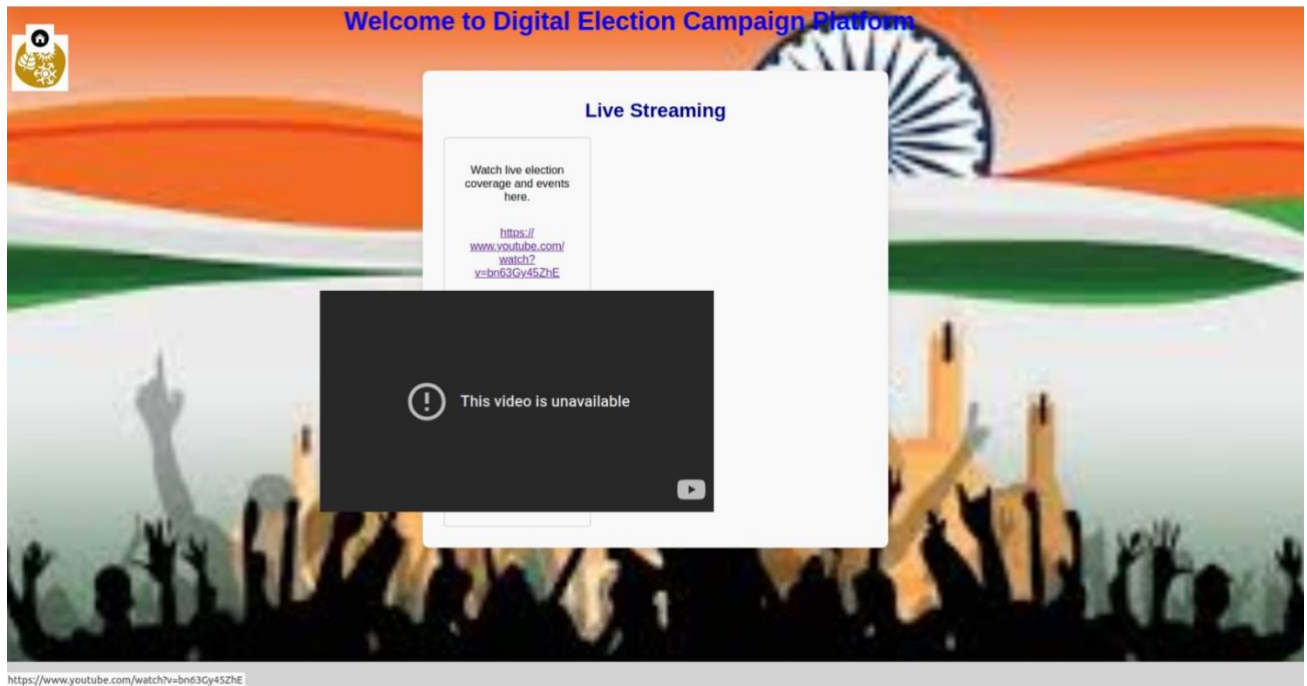 Welcome to Digital Election Campaign Platform
Live Streaming
Watch live election
coverage and events
here.
https://
www.youtube.com/
watch?
v=bn63Gy45ZhE
This video is unavailable
https://www.youtube.com/watch?v=bn63Gy45ZhE